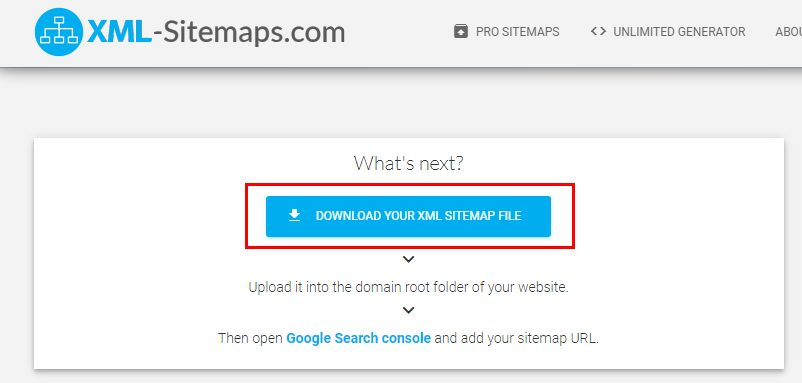 XML-Sitemaps.com
PRO SITEMAPS
UNLIMITED GENERATOR
ABO
What's next?
DOWNLOAD YOUR XML SITEMAP FILE
Upload it into the domain root folder of your website.
Then open Google Search console and add your sitemap URL.